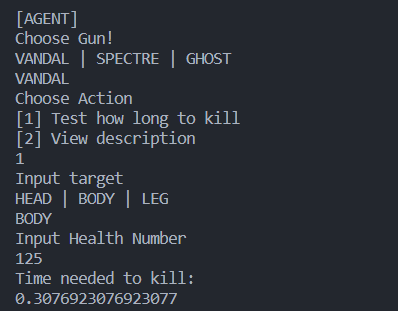 [AGENT]
Choose Gun!
VANDAL | SPECTRE | GHOST
VANDAL
Choose Action
[1] Test how long to kill
[2] View description
1
Input target
HEAD | BODY | LEG
BODY
Input Health Number
125
Time needed to kill:
0.3076923076923077